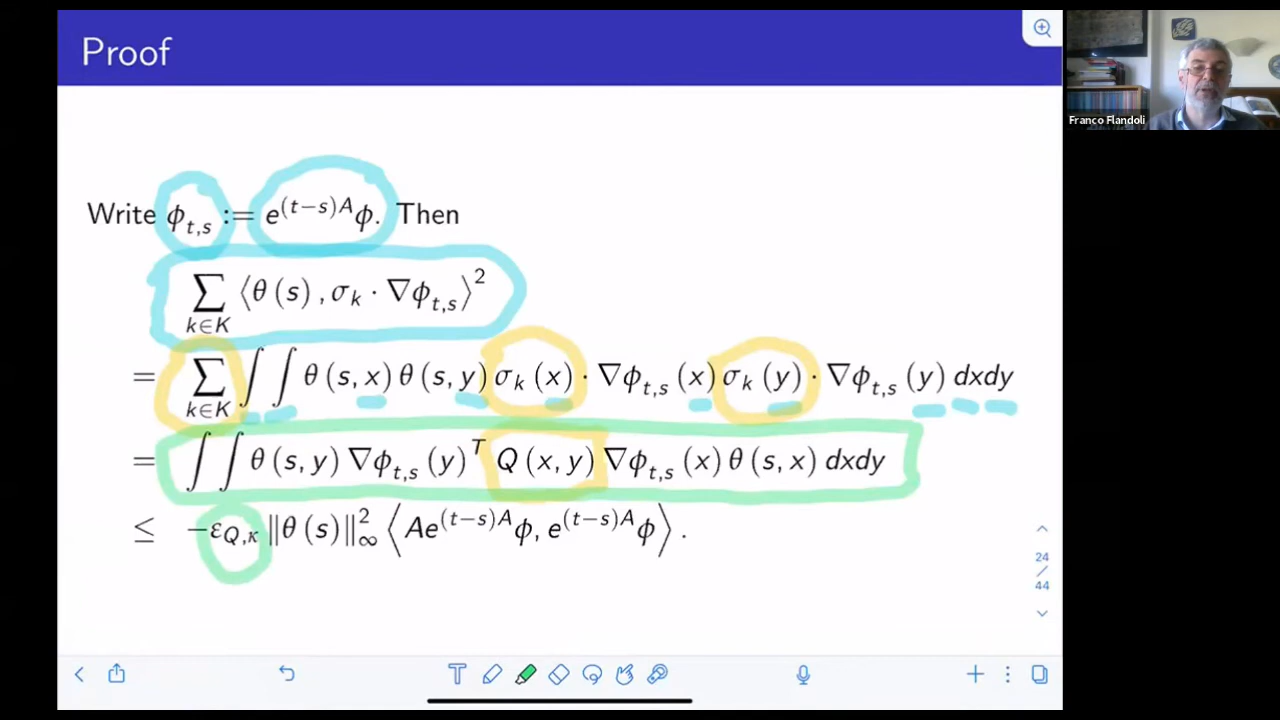 Proof
Franco Flandoli
Write ϕ_{t,s} := e^{(t−s)A}ϕ. Then
∑_{k∈K} ⟨θ(s), σ_k · ∇ϕ_{t,s}⟩²
= ∑_{k∈K} ∫∫ θ(s,x) θ(s,y) σ_k(x) · ∇ϕ_{t,s}(x) σ_k(y) · ∇ϕ_{t,s}(y) dxdy
= ∫∫ θ(s,y) ∇ϕ_{t,s}(y)^T Q(x,y) ∇ϕ_{t,s}(x) θ(s,x) dxdy
≤ −ε_{Q,κ} ‖θ(s)‖²_∞ ⟨Ae^{(t−s)A}ϕ, e^{(t−s)A}ϕ⟩.
24
/
44
T